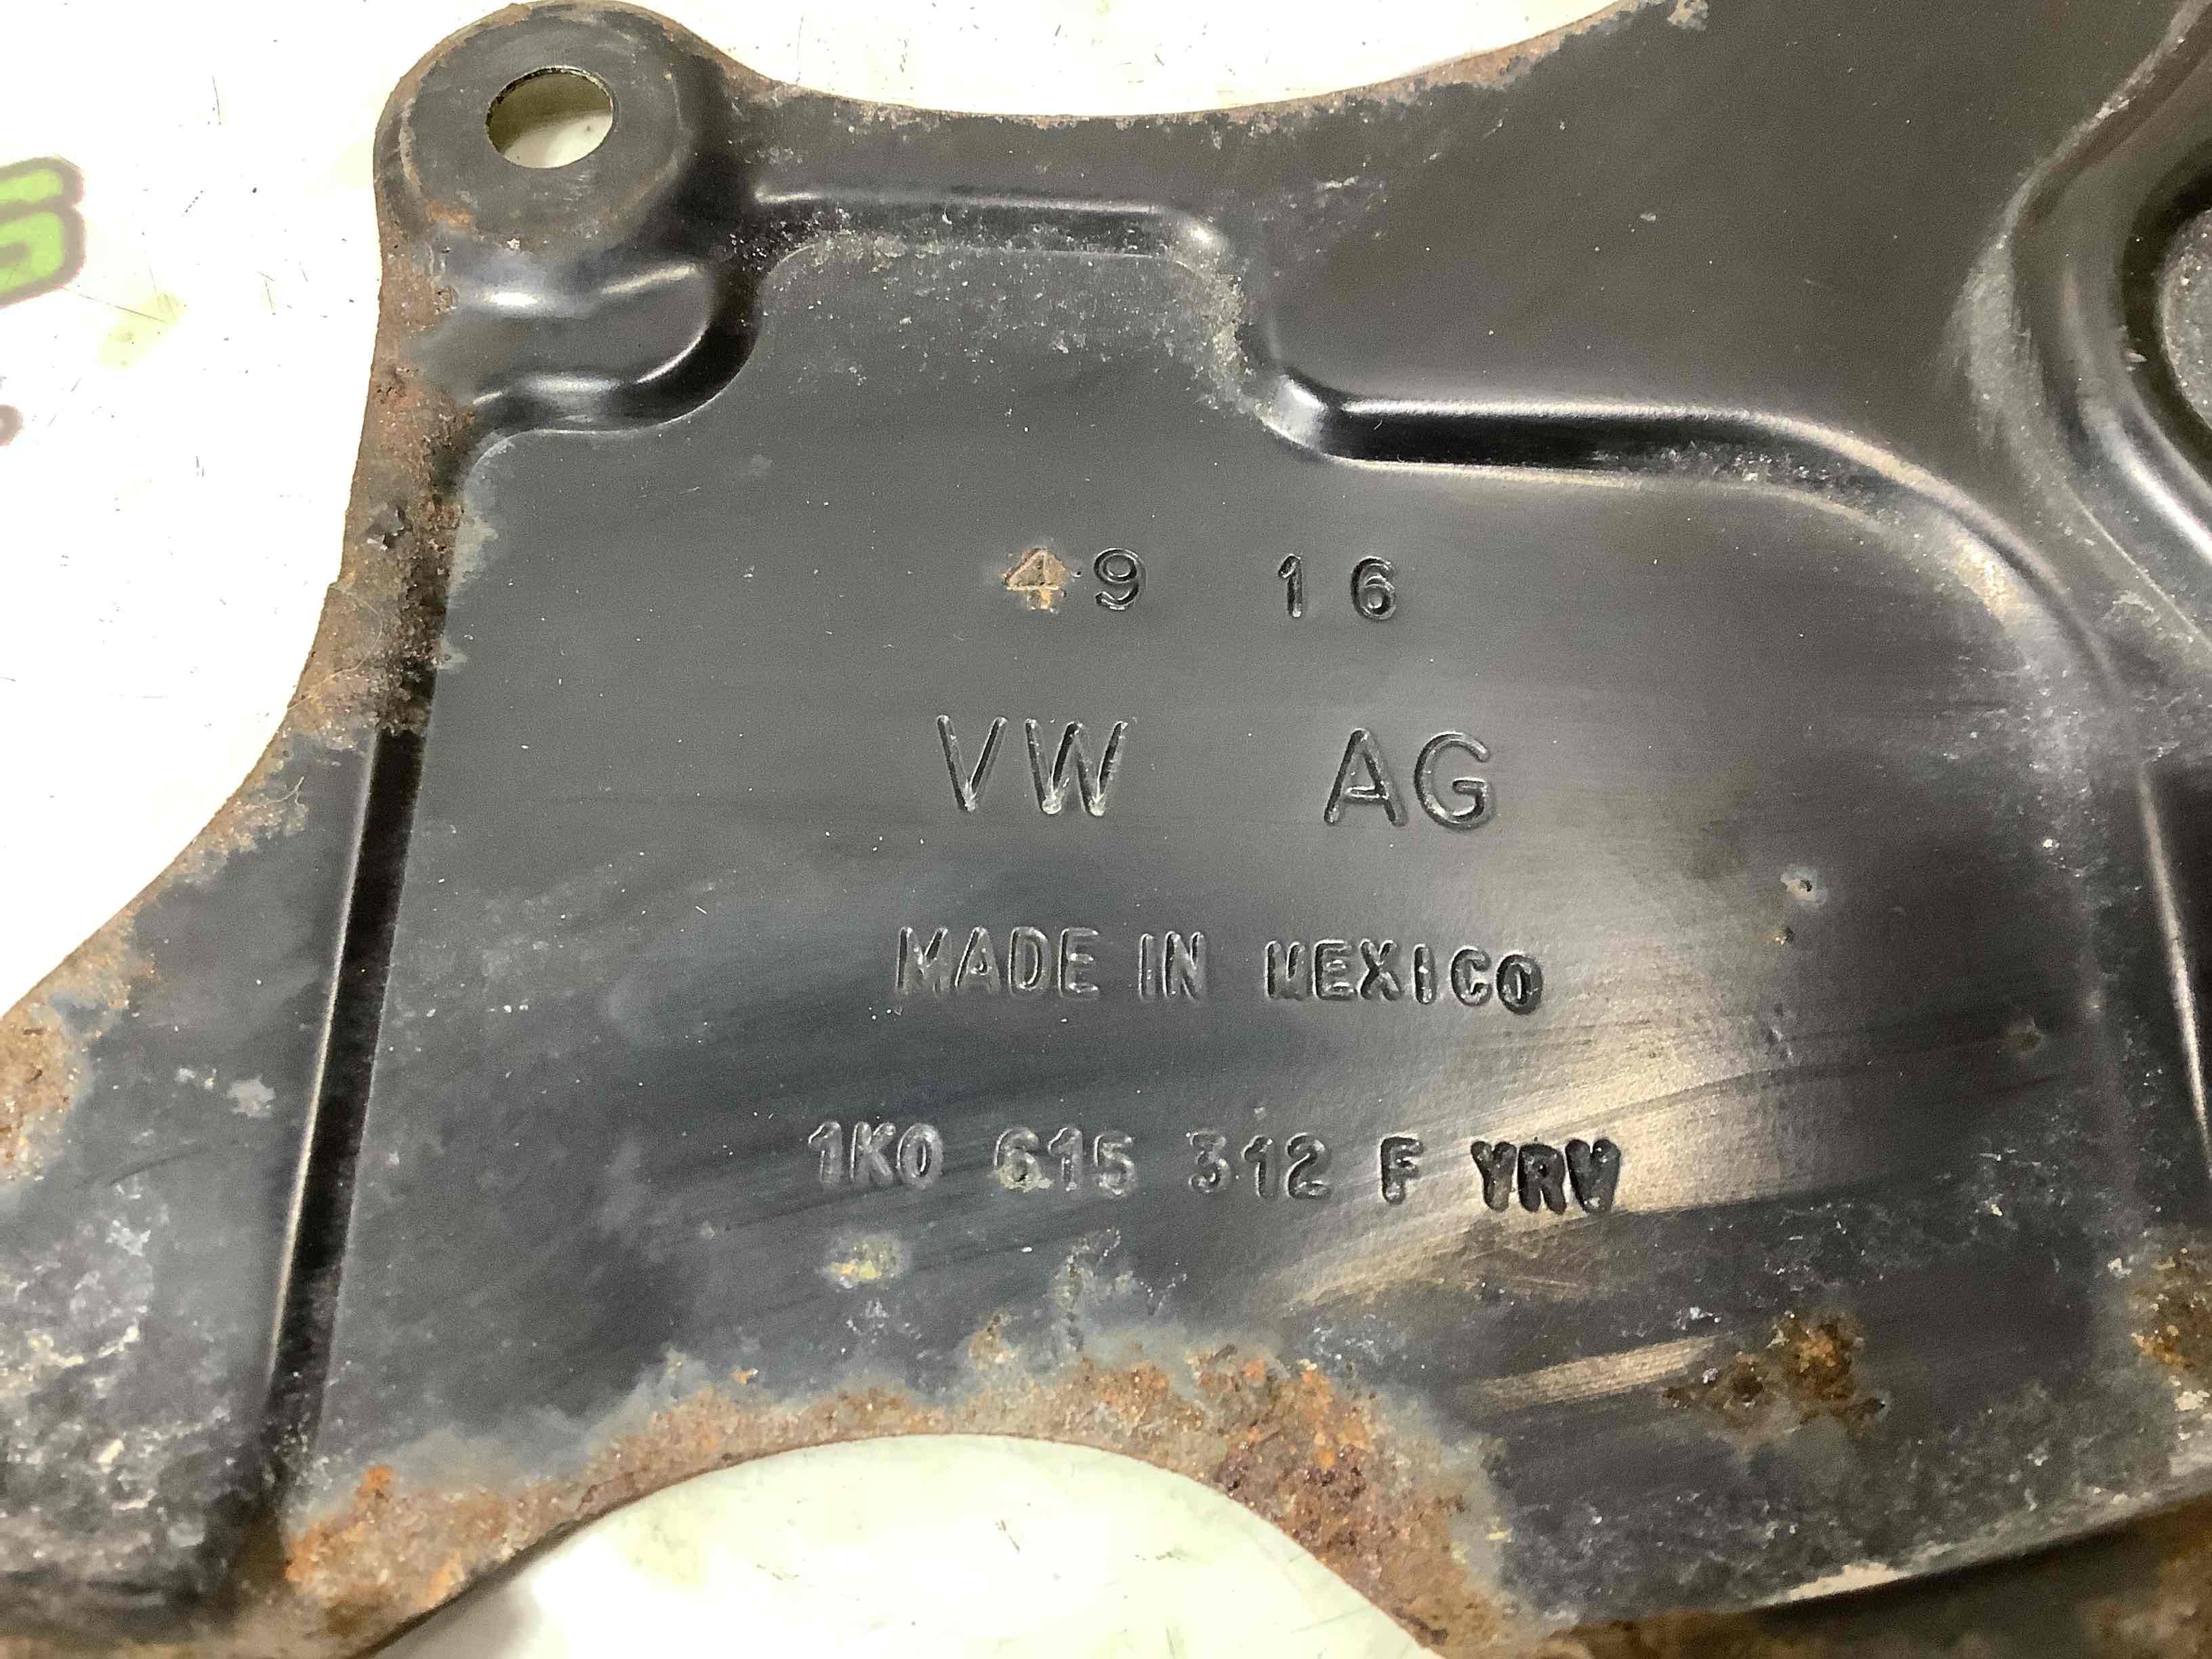 49 16
VW AG
MADE IN MEXICO
1K0 615 312 F YRV